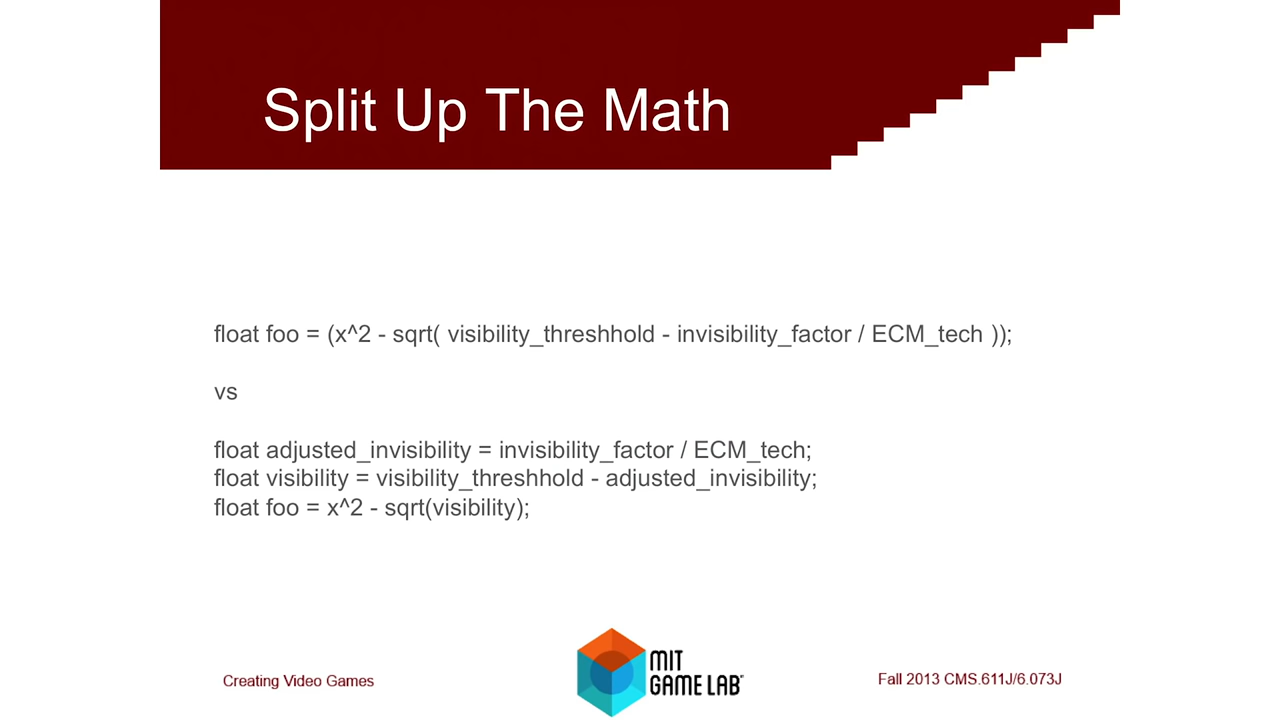 Split Up The Math
float foo = (x^2 - sqrt( visibility_threshhold - invisibility_factor / ECM_tech ));
vs
float adjusted_invisibility = invisibility_factor / ECM_tech;
float visibility = visibility_threshhold - adjusted_invisibility;
float foo = x^2 - sqrt(visibility);
Creating Video Games
MIT
GAME LAB
Fall 2013 CMS.611J/6.073J